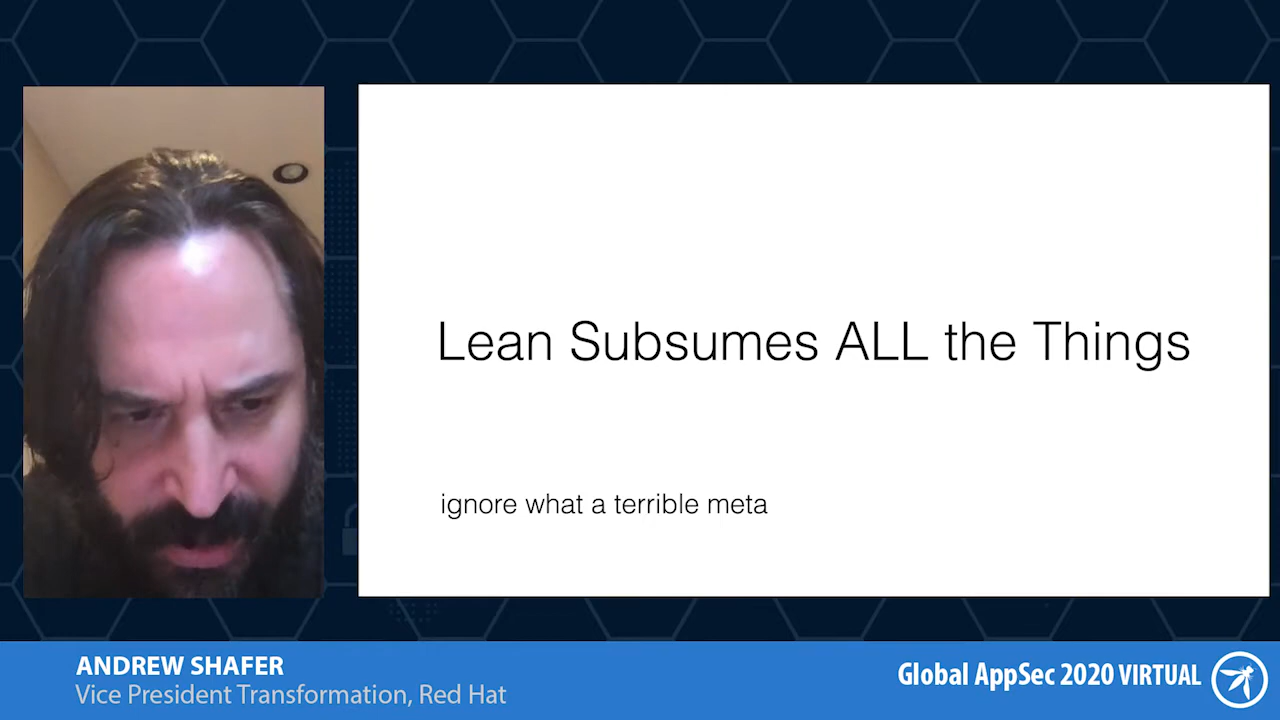 Lean Subsumes ALL the Things
ignore what a terrible meta
ANDREW SHAFER
Vice President Transformation, Red Hat
Global AppSec 2020 VIRTUAL